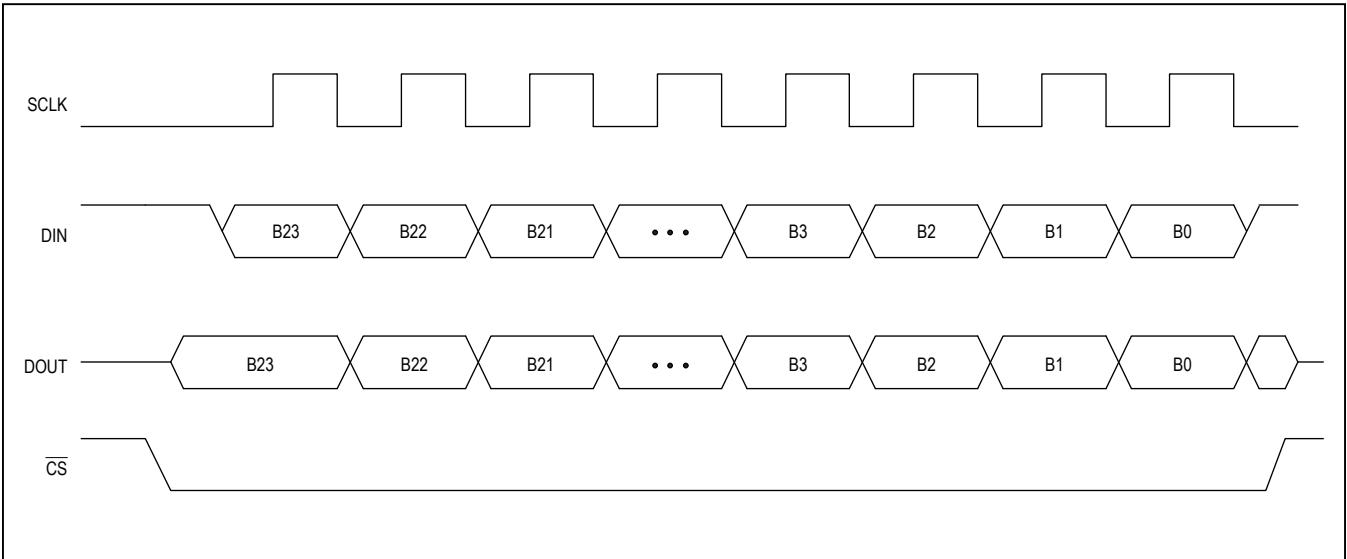 SCLK
DIN B23 B22 B21 ••• B3 B2 B1 B0
DOUT B23 B22 B21 ••• B3 B2 B1 B0
CS